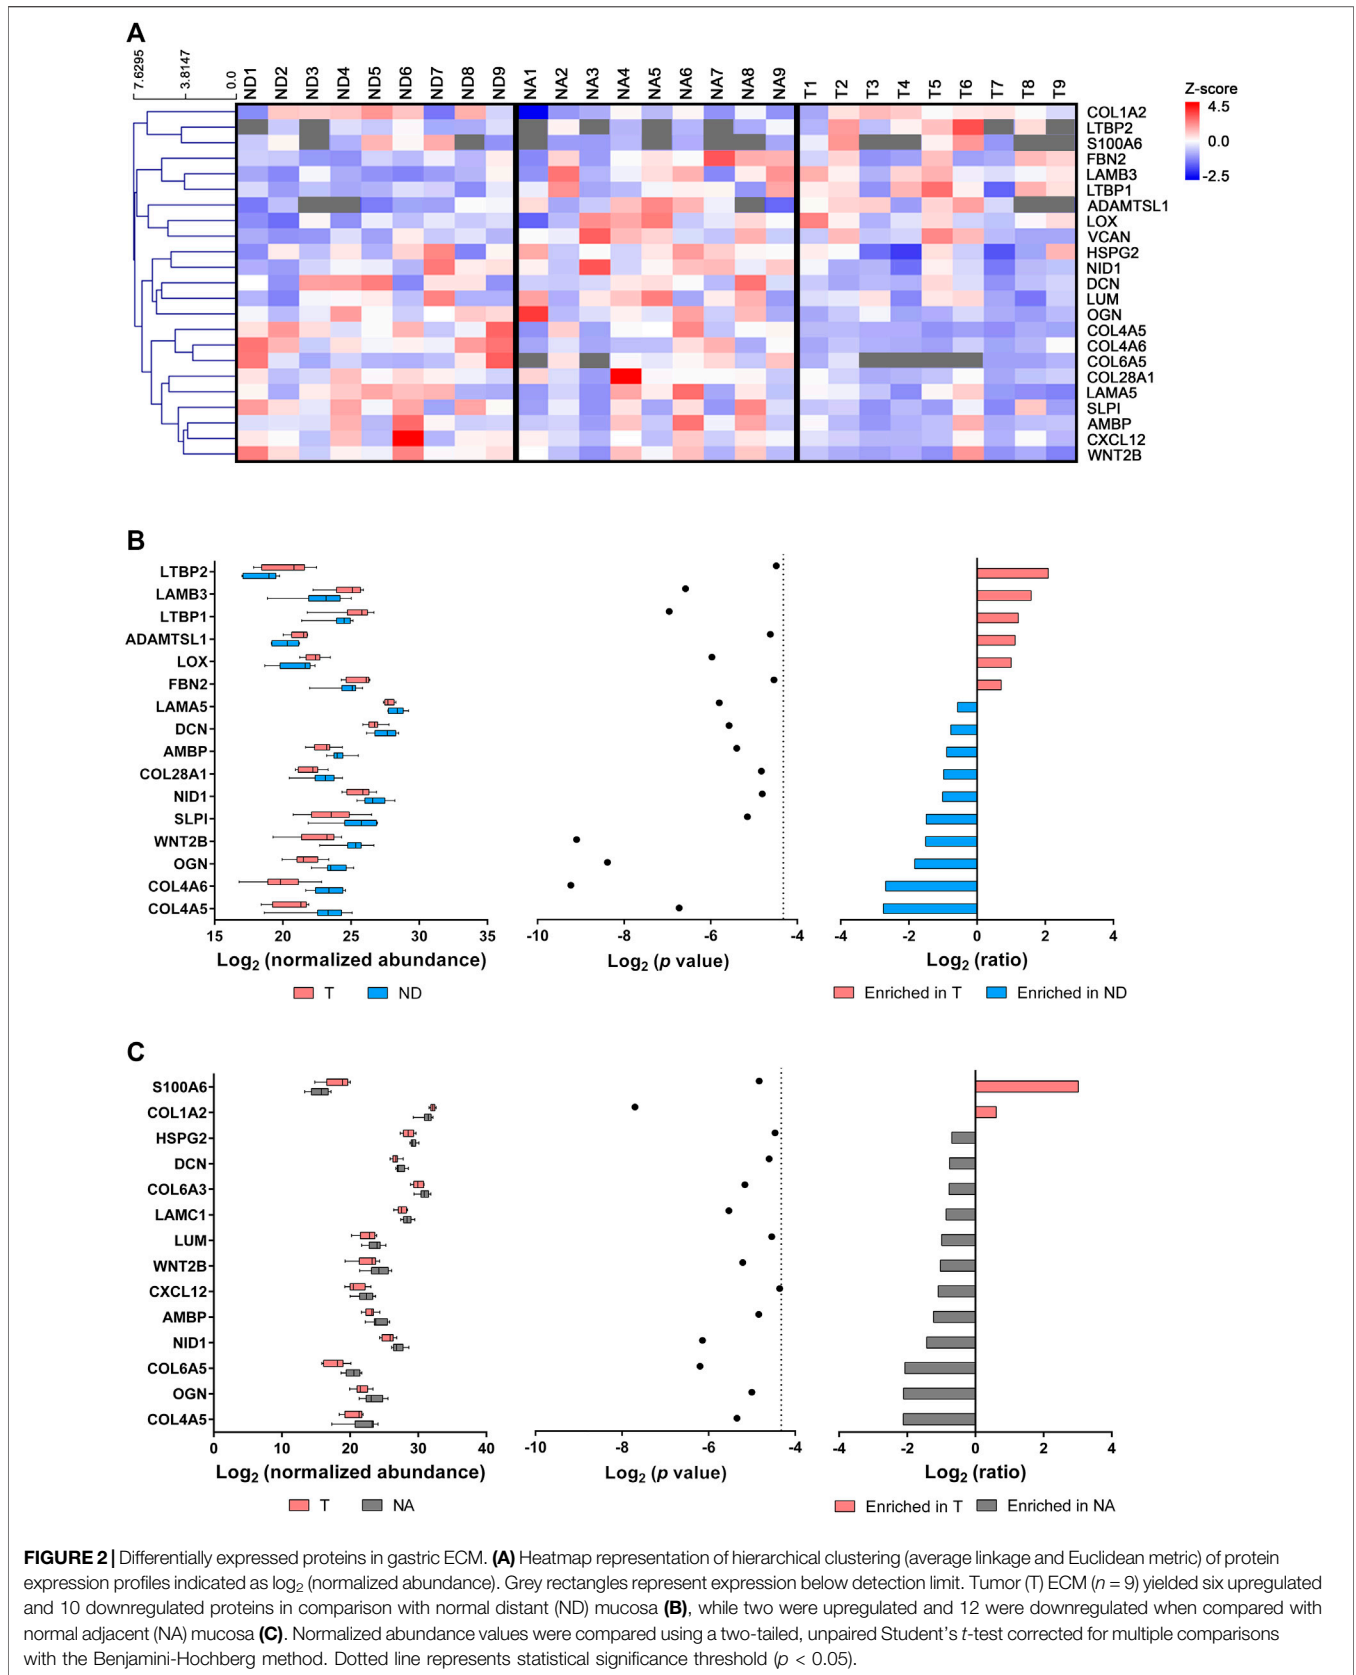 A
7.6295
3.8147
0.0
ND1 ND2 ND3 ND4 ND5 ND6 ND7 ND8 ND9 NA1 NA2 NA3 NA4 NA5 NA6 NA7 NA8 NA9 T1 T2 T3 T4 T5 T6 T7 T8 T9
Z-score
4.5
0.0
-2.5
COL1A2
LTBP2
S100A6
FBN2
LAMB3
LTBP1
ADAMTSL1
LOX
VCAN
HSPG2
NID1
DCN
LUM
OGN
COL4A5
COL4A6
COL6A5
COL28A1
LAMA5
SLPI
AMBP
CXCL12
WNT2B
B
LTBP2
LAMB3
LTBP1
ADAMTSL1
LOX
FBN2
LAMA5
DCN
AMBP
COL28A1
NID1
SLPI
WNT2B
OGN
COL4A6
COL4A5
15 20 25 30 35
Log2 (normalized abundance)
T ND
-10 -8 -6 -4
Log2 (p value)
-4 -2 0 2 4
Log2 (ratio)
Enriched in T Enriched in ND
C
S100A6
COL1A2
HSPG2
DCN
COL6A3
LAMC1
LUM
WNT2B
CXCL12
AMBP
NID1
COL6A5
OGN
COL4A5
0 10 20 30 40
Log2 (normalized abundance)
T NA
-10 -8 -6 -4
Log2 (p value)
-4 -2 0 2 4
Log2 (ratio)
Enriched in T Enriched in NA
FIGURE 2 | Differentially expressed proteins in gastric ECM. (A) Heatmap representation of hierarchical clustering (average linkage and Euclidean metric) of protein
expression profiles indicated as log2 (normalized abundance). Grey rectangles represent expression below detection limit. Tumor (T) ECM (n = 9) yielded six upregulated
and 10 downregulated proteins in comparison with normal distant (ND) mucosa (B), while two were upregulated and 12 were downregulated when compared with
normal adjacent (NA) mucosa (C). Normalized abundance values were compared using a two-tailed, unpaired Student's t-test corrected for multiple comparisons
with the Benjamini-Hochberg method. Dotted line represents statistical significance threshold (p < 0.05).